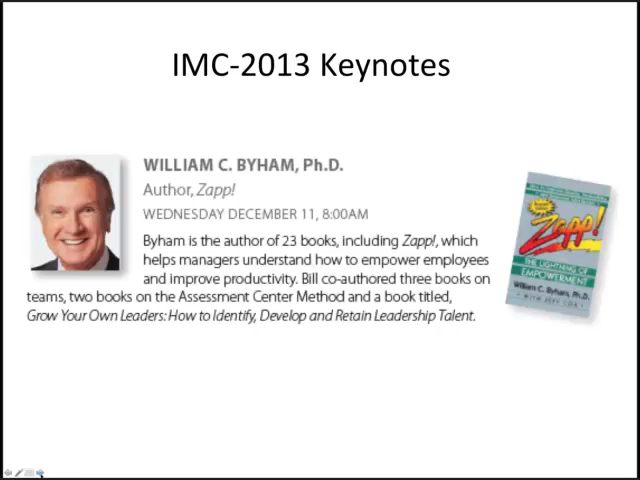 IMC-2013 Keynotes
WILLIAM C. BYHAM, Ph.D.
Author, Zapp!
WEDNESDAY DECEMBER 11, 8:00AM
Byham is the author of 23 books, including Zapp!, which
helps managers understand how to empower employees
and improve productivity. Bill co-authored three books on
teams, two books on the Assessment Center Method and a book titled,
Grow Your Own Leaders: How to Identify, Develop and Retain Leadership Talent.
Zapp!
THE LIGHTNING OF
EMPOWERMENT
William C. Byham, Ph.D.
WITH JEFF COX